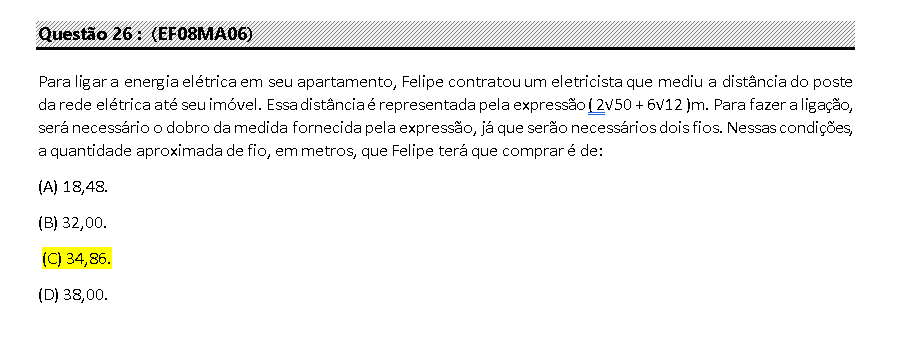 Questão 26 : (EF08MA06)
Para ligar a energia elétrica em seu apartamento, Felipe contratou um eletricista que mediu a distância do poste
da rede elétrica até seu imóvel. Essa distância é representada pela expressão ( 2√50 + 6√12 )m. Para fazer a ligação,
será necessário o dobro da medida fornecida pela expressão, já que serão necessários dois fios. Nessas condições,
a quantidade aproximada de fio, em metros, que Felipe terá que comprar é de:
(A) 18,48.
(B) 32,00.
(C) 34,86.
(D) 38,00.